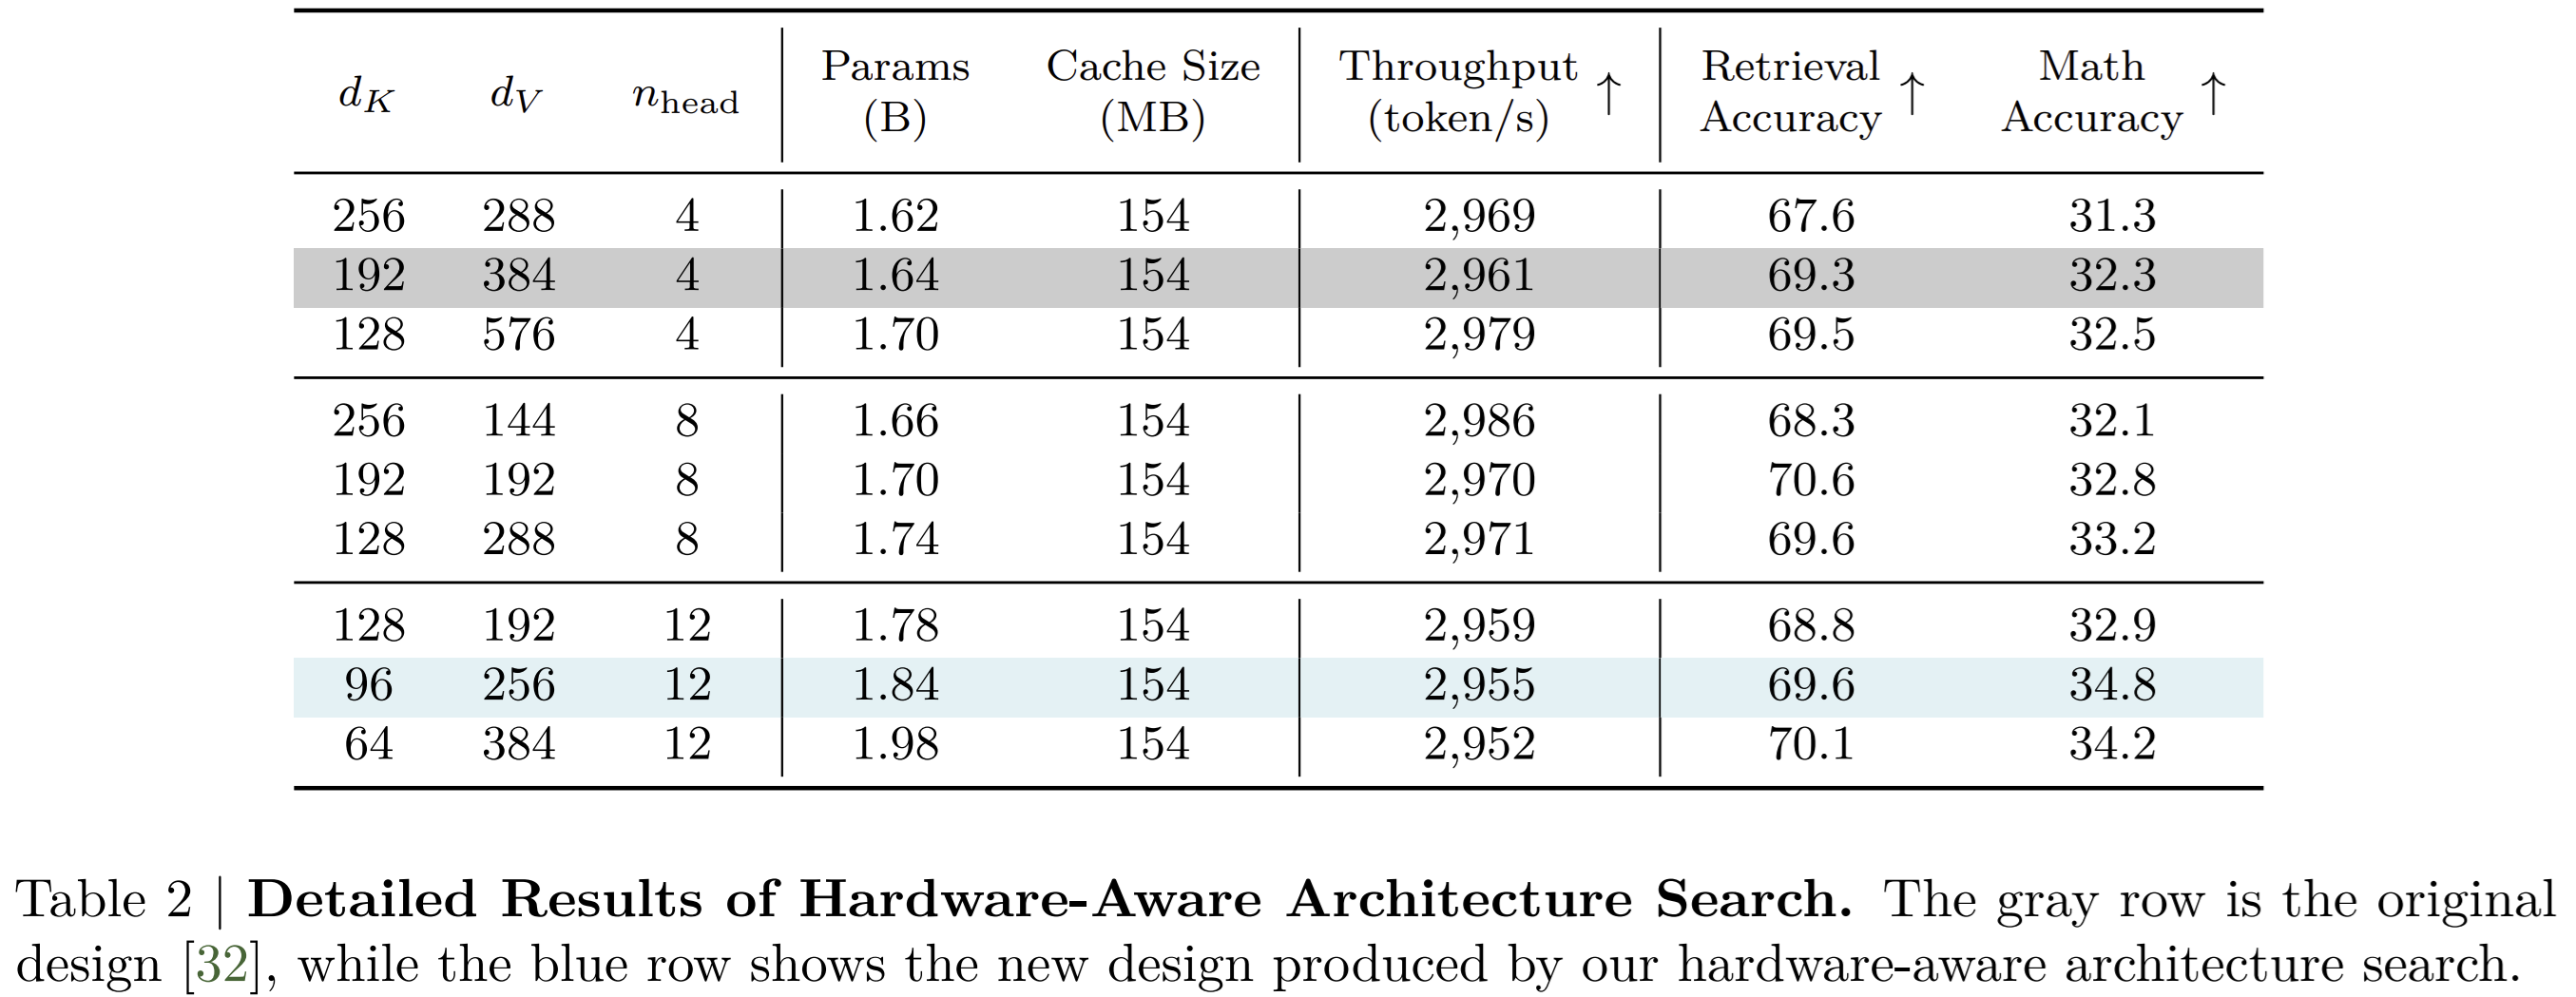 d_K d_V n_head Params (B) Cache Size (MB) Throughput (token/s) ↑ Retrieval Accuracy ↑ Math Accuracy ↑
256 288 4 1.62 154 2,969 67.6 31.3
192 384 4 1.64 154 2,961 69.3 32.3
128 576 4 1.70 154 2,979 69.5 32.5
256 144 8 1.66 154 2,986 68.3 32.1
192 192 8 1.70 154 2,970 70.6 32.8
128 288 8 1.74 154 2,971 69.6 33.2
128 192 12 1.78 154 2,959 68.8 32.9
96 256 12 1.84 154 2,955 69.6 34.8
64 384 12 1.98 154 2,952 70.1 34.2
Table 2 | Detailed Results of Hardware-Aware Architecture Search. The gray row is the original
design [32], while the blue row shows the new design produced by our hardware-aware architecture search.